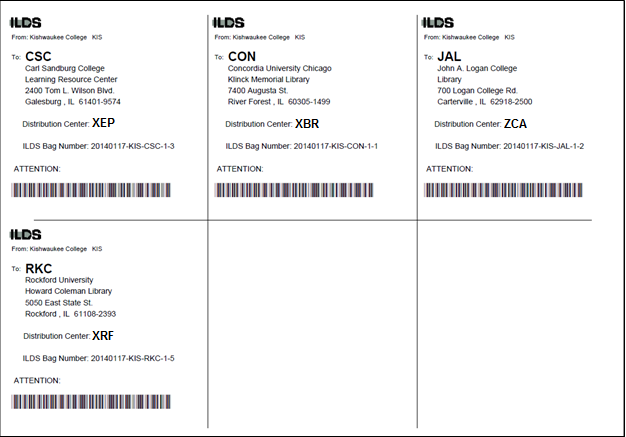 ILDS
From: Kishwaukee College KIS
To: CSC
Carl Sandburg College
Learning Resource Center
2400 Tom L. Wilson Blvd.
Galesburg , IL 61401-9574
Distribution Center: XEP
ILDS Bag Number: 20140117-KIS-CSC-1-3
ATTENTION:
ILDS
From: Kishwaukee College KIS
To: CON
Concordia University Chicago
Klinck Memorial Library
7400 Augusta St.
River Forest , IL 60305-1499
Distribution Center: XBR
ILDS Bag Number: 20140117-KIS-CON-1-1
ATTENTION:
ILDS
From: Kishwaukee College KIS
To: JAL
John A. Logan College
Library
700 Logan College Rd.
Carterville , IL 62918-2500
Distribution Center: ZCA
ILDS Bag Number: 20140117-KIS-JAL-1-2
ATTENTION:
ILDS
From: Kishwaukee College KIS
To: RKC
Rockford University
Howard Coleman Library
5050 East State St.
Rockford , IL 61108-2393
Distribution Center: XRF
ILDS Bag Number: 20140117-KIS-RKC-1-5
ATTENTION: